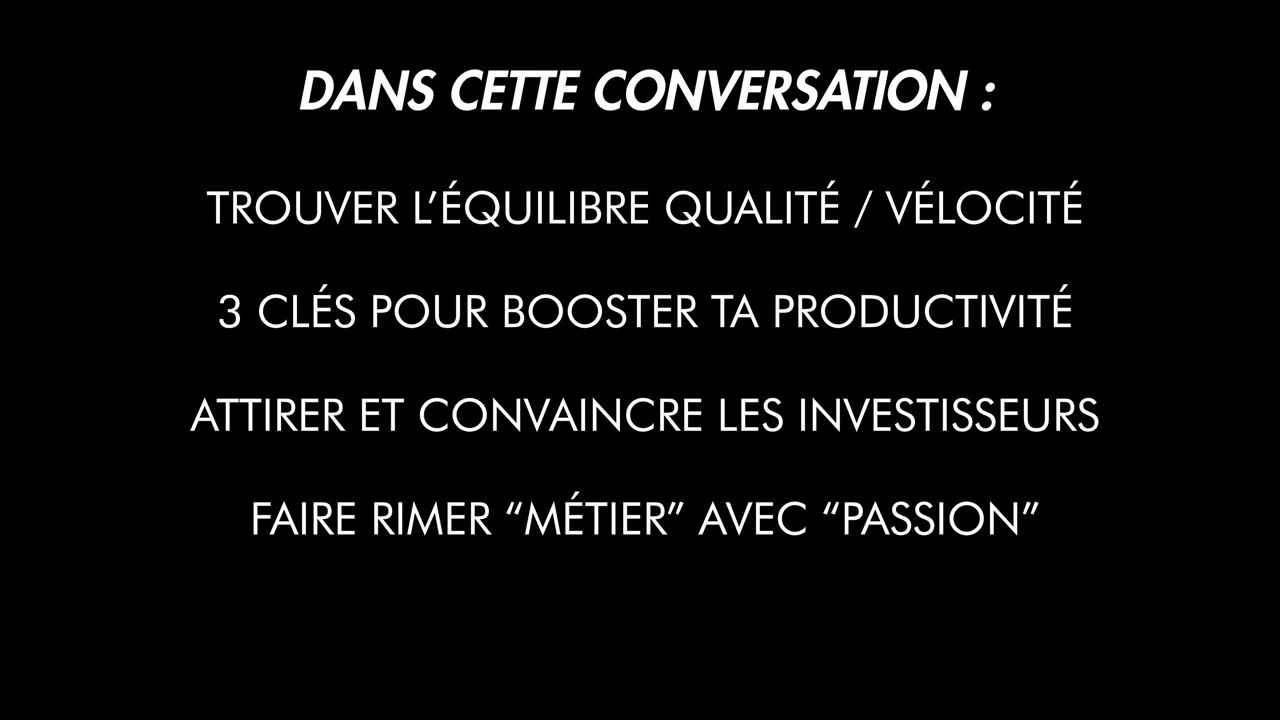 DANS CETTE CONVERSATION :
TROUVER L’ÉQUILIBRE QUALITÉ / VÉLOCITÉ
3 CLÉS POUR BOOSTER TA PRODUCTIVITÉ
ATTIRER ET CONVAINCRE LES INVESTISSEURS
FAIRE RIMER “MÉTIER” AVEC “PASSION”